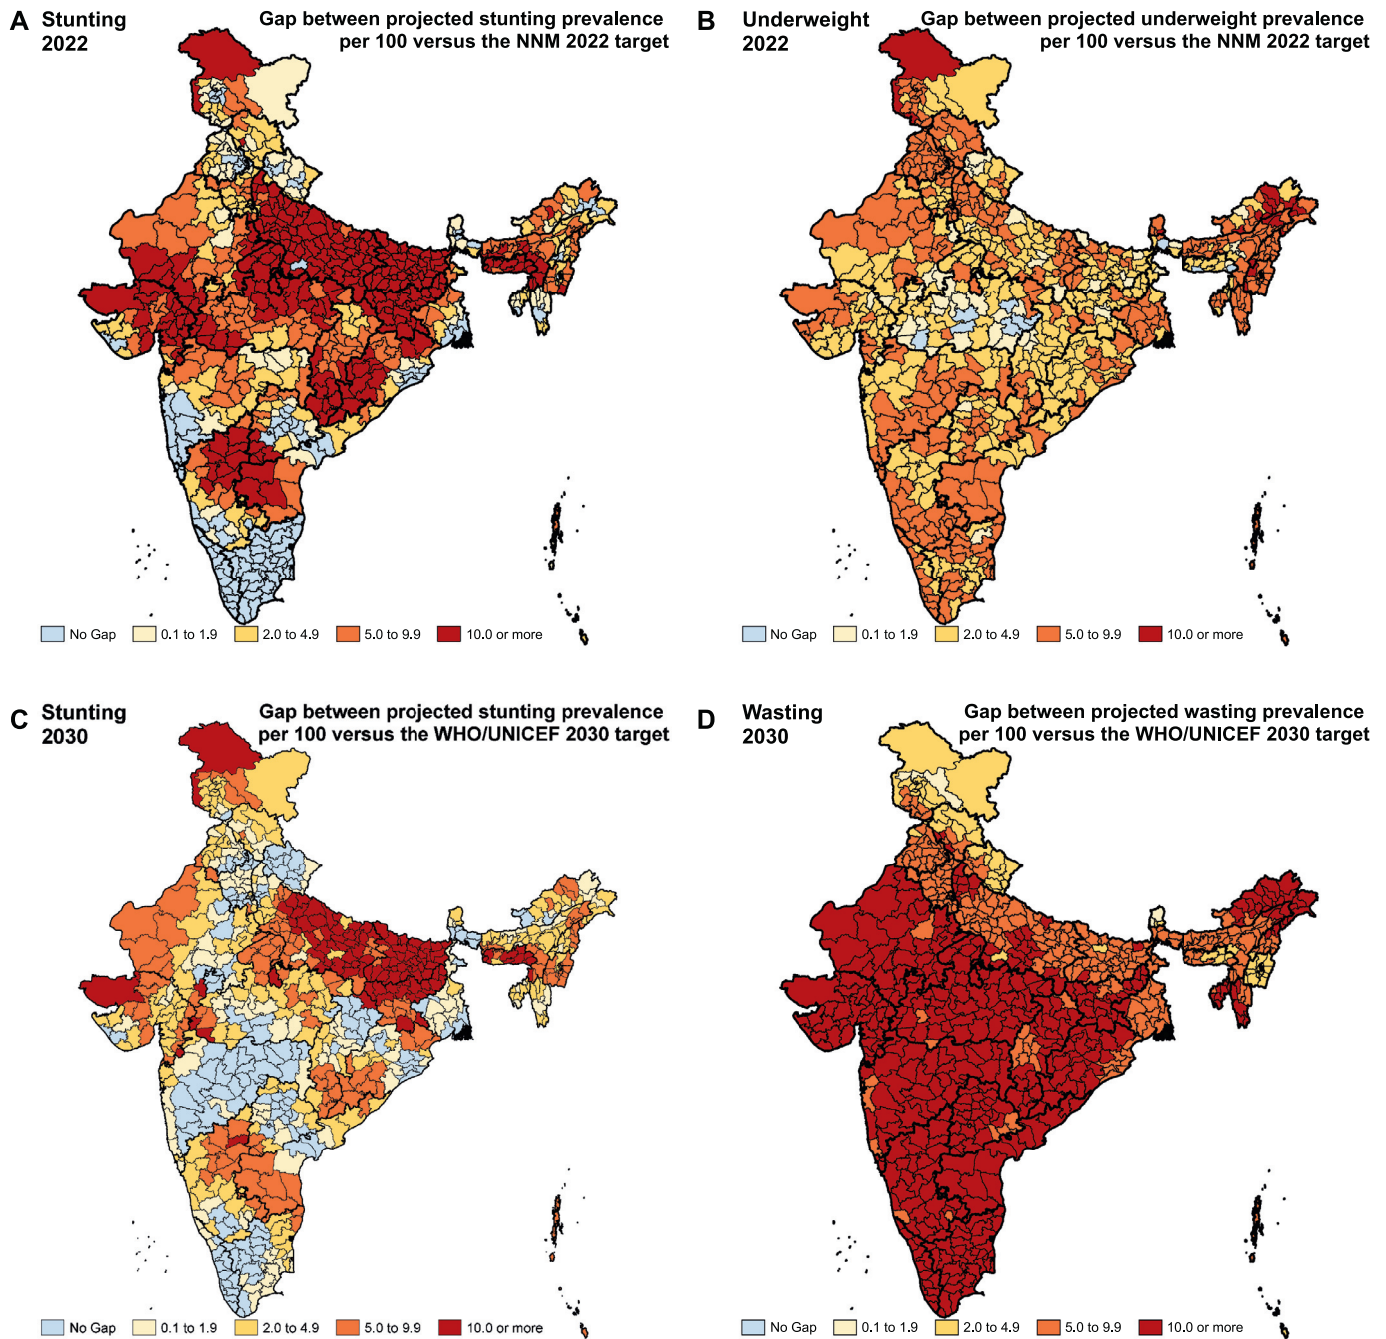 A Stunting 2022
Gap between projected stunting prevalence
per 100 versus the NNM 2022 target
No Gap 0.1 to 1.9 2.0 to 4.9 5.0 to 9.9 10.0 or more
B Underweight 2022
Gap between projected underweight prevalence
per 100 versus the NNM 2022 target
No Gap 0.1 to 1.9 2.0 to 4.9 5.0 to 9.9 10.0 or more
C Stunting 2030
Gap between projected stunting prevalence
per 100 versus the WHO/UNICEF 2030 target
No Gap 0.1 to 1.9 2.0 to 4.9 5.0 to 9.9 10.0 or more
D Wasting 2030
Gap between projected wasting prevalence
per 100 versus the WHO/UNICEF 2030 target
No Gap 0.1 to 1.9 2.0 to 4.9 5.0 to 9.9 10.0 or more